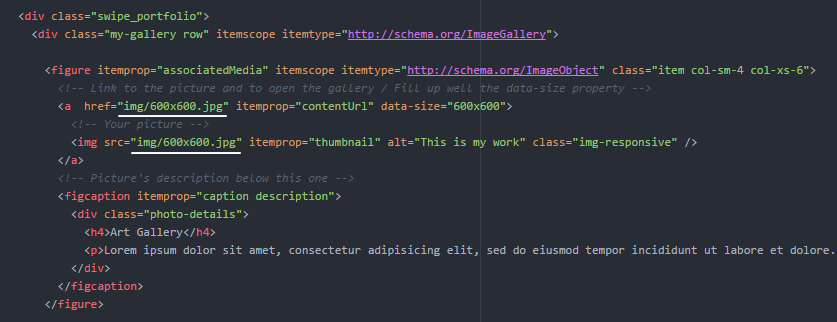 <div class="swipe_portfolio">
<div class="my-gallery row" itemscope itemtype="http://schema.org/ImageGallery">
<figure itemprop="associatedMedia" itemscope itemtype="http://schema.org/ImageObject" class="item col-sm-4 col-xs-6">
<!-- Link to the picture and to open the gallery / Fill up well the data-size property -->
<a  href="img/600x600.jpg" itemprop="contentUrl" data-size="600x600">
<!-- Your picture -->
<img src="img/600x600.jpg" itemprop="thumbnail" alt="This is my work" class="img-responsive" />
</a>
<!-- Picture's description below this one -->
<figcaption itemprop="caption description">
<div class="photo-details">
<h4>Art Gallery</h4>
<p>Lorem ipsum dolor sit amet, consectetur adipisicing elit, sed do eiusmod tempor incididunt ut labore et dolore.
</div>
</figcaption>
</figure>